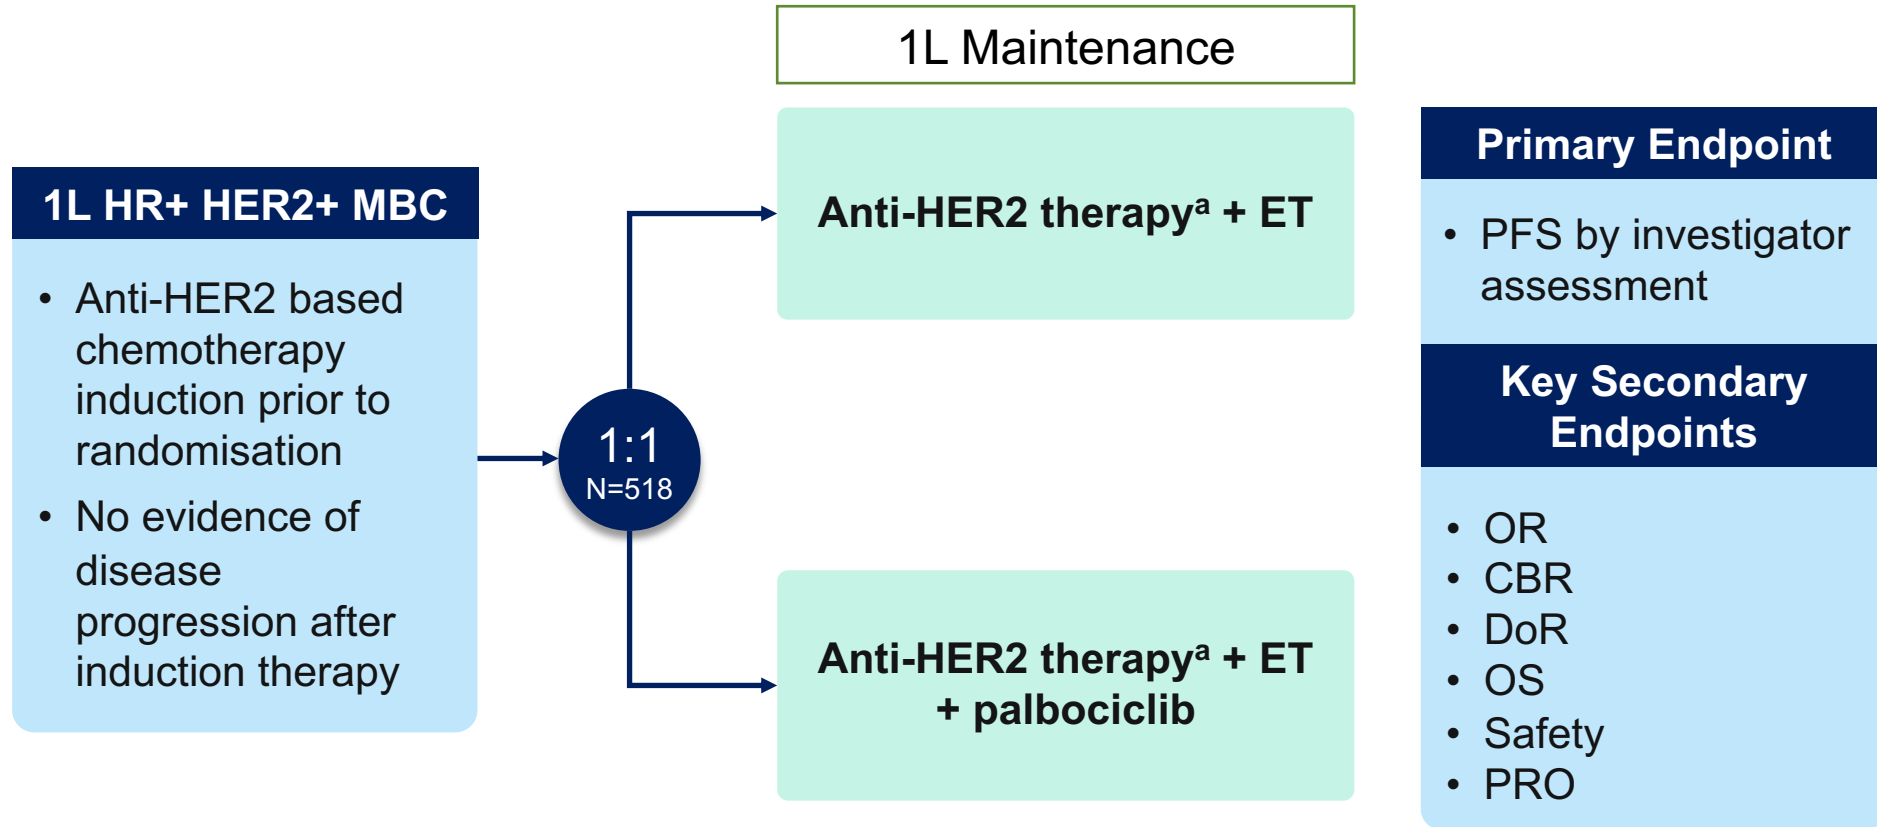 1L Maintenance
1L HR+ HER2+ MBC
• Anti-HER2 based
chemotherapy
induction prior to
randomisation
• No evidence of
disease
progression after
induction therapy
1:1
N=518
Anti-HER2 therapyᵃ + ET
Anti-HER2 therapyᵃ + ET
+ palbociclib
Primary Endpoint
• PFS by investigator
assessment
Key Secondary
Endpoints
• OR
• CBR
• DoR
• OS
• Safety
• PRO